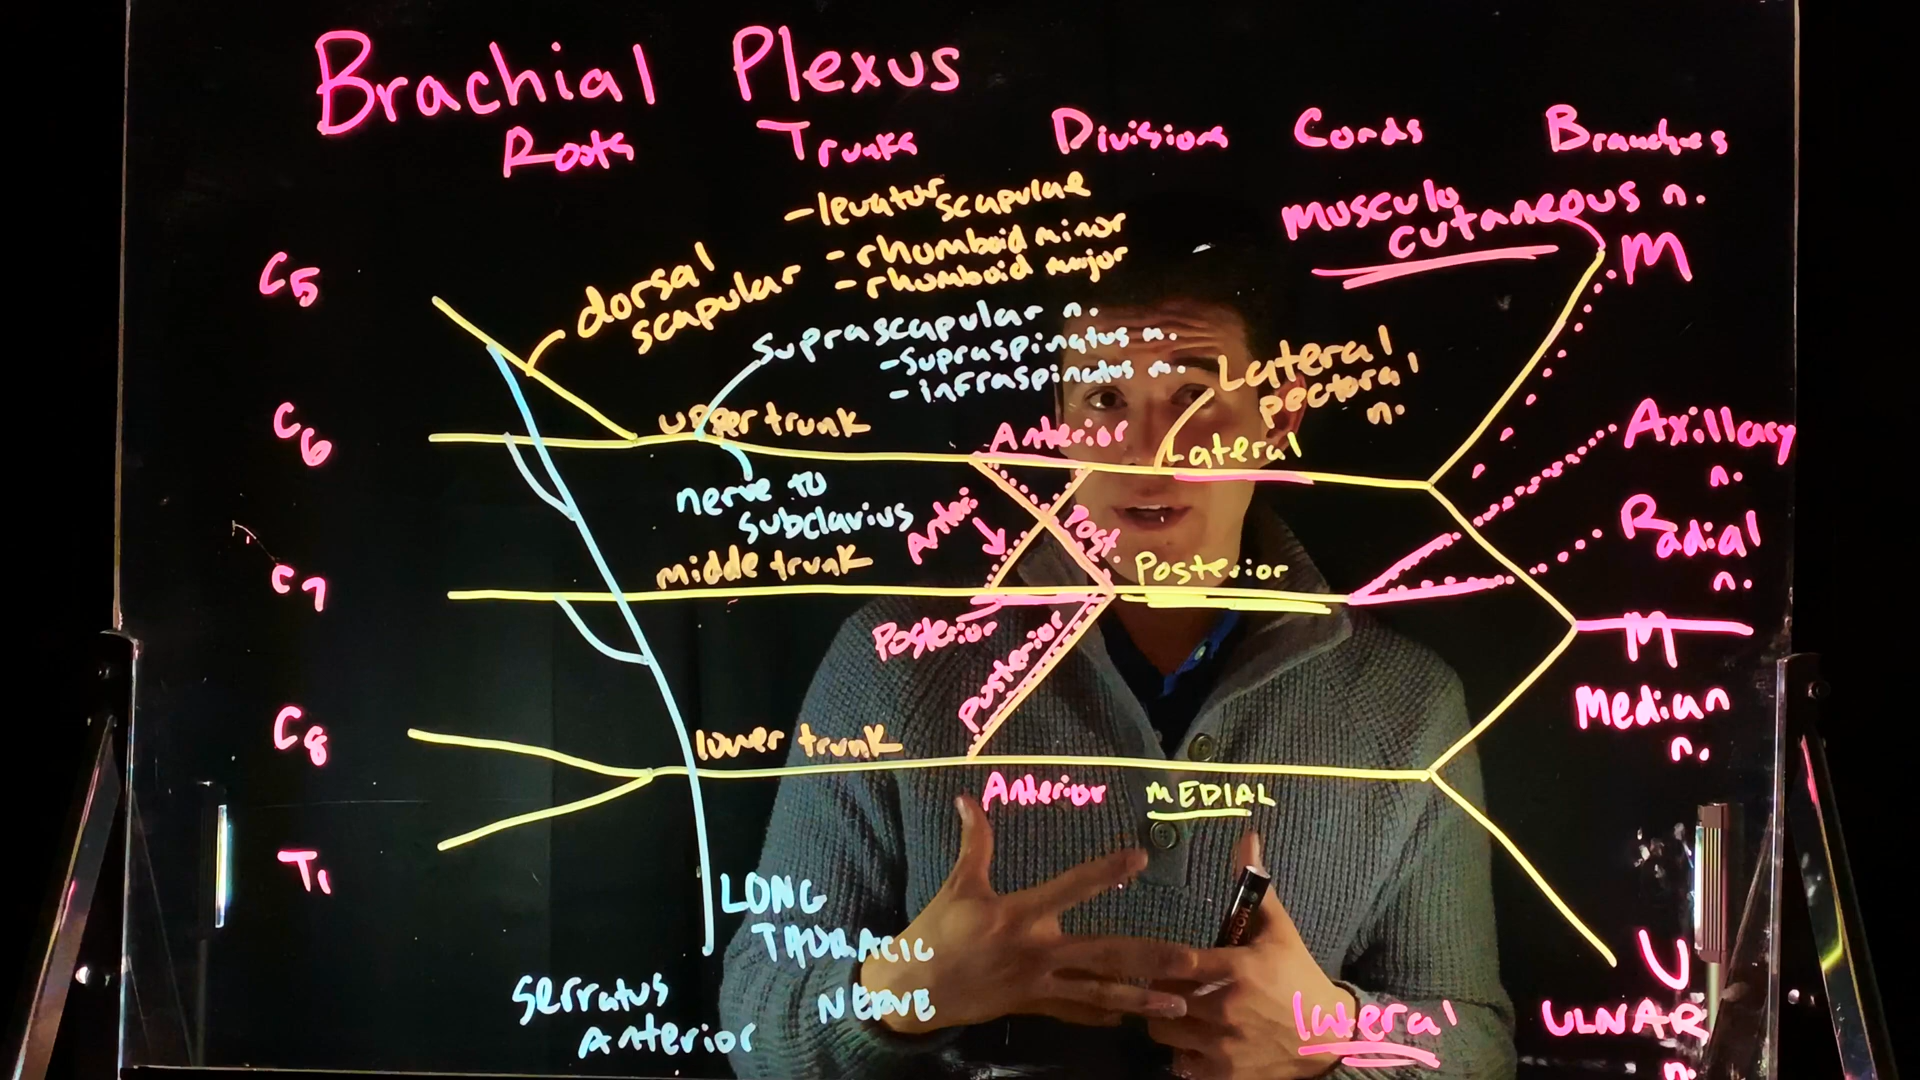 Brachial Plexus
Roots Trunks Divisions Cords Branches
- levator scapulae
- rhomboid minor
- rhomboid major
musculo
cutaneous n.
M
C5
dorsal
scapular
suprascapular n.
- supraspinatus m.
- infraspinatus m.
Lateral
pectoral
n.
C6
upper trunk
Anterior
Lateral
Axillary
n.
nerve to
subclavius
Anteri.
Post.
Radial
n.
C7
middle trunk
Posterior
Posterior
Posterior
M
Median
n.
C8
lower trunk
Anterior
MEDIAL
T1
LONG
THORACIC
NERVE
serratus
anterior
lateral
U
ULNAR
n.